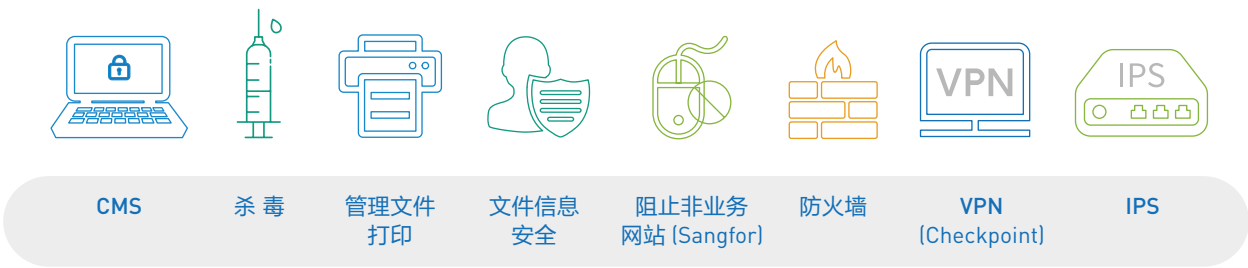 VPN
IPS
CMS
杀 毒
管理文件
打印
文件信息
安全
阻止非业务
网站 (Sangfor)
防火墙
VPN
(Checkpoint)
IPS